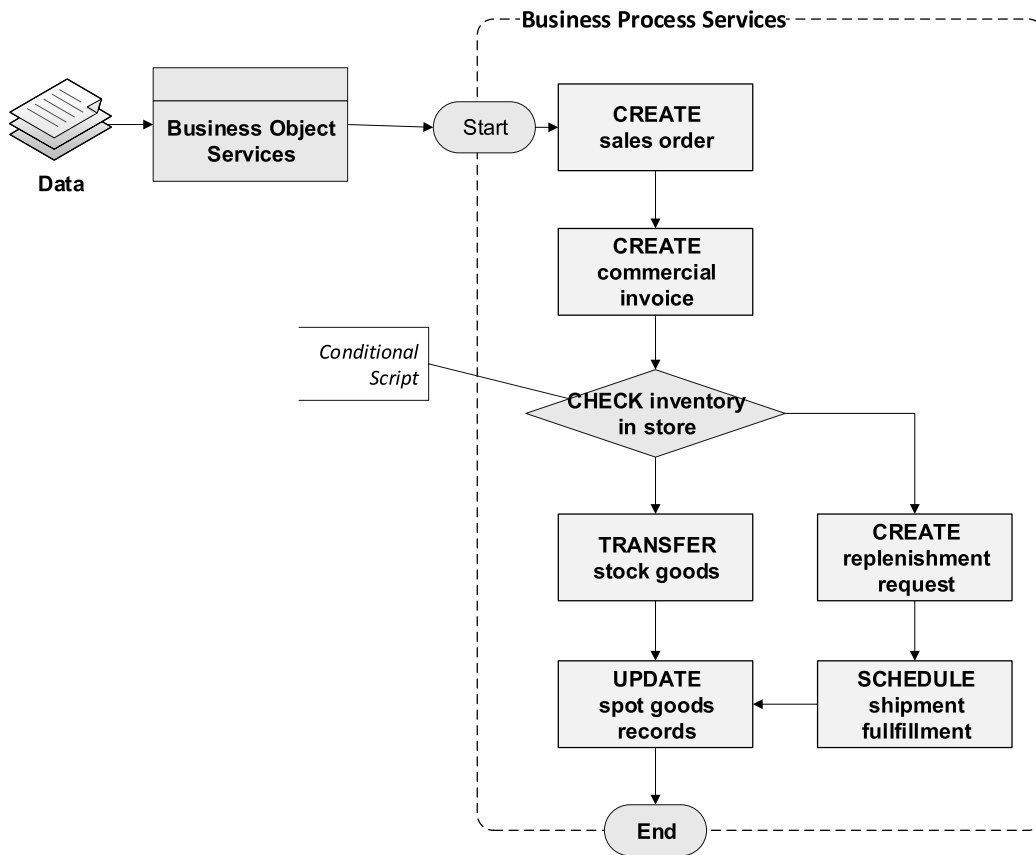 Business Process Services
Data
Business Object
Services
Start
CREATE
sales order
CREATE
commercial
invoice
Conditional
Script
CHECK inventory
in store
TRANSFER
stock goods
CREATE
replenishment
request
UPDATE
spot goods
records
SCHEDULE
shipment
fullfillment
End